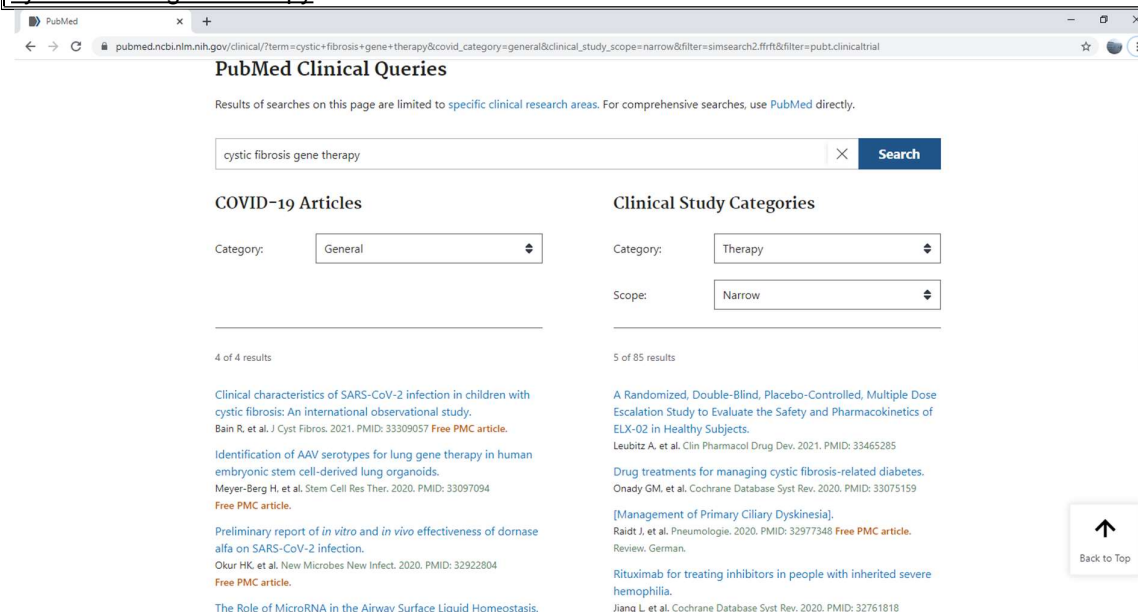 PubMed
pubmed.ncbi.nlm.nih.gov/clinical/?term=cystic+fibrosis+gene+therapy&covid_category=general&clinical_study_scope=narrow&filter=simsearch2.ffrft&filter=pubt.clinicaltrial
PubMed Clinical Queries
Results of searches on this page are limited to specific clinical research areas. For comprehensive searches, use PubMed directly.
cystic fibrosis gene therapy
Search
COVID-19 Articles
Category:
General
4 of 4 results
Clinical characteristics of SARS-CoV-2 infection in children with
cystic fibrosis: An international observational study.
Bain R, et al. J Cyst Fibros. 2021. PMID: 33309057 Free PMC article.
Identification of AAV serotypes for lung gene therapy in human
embryonic stem cell-derived lung organoids.
Meyer-Berg H, et al. Stem Cell Res Ther. 2020. PMID: 33097094
Free PMC article.
Preliminary report of in vitro and in vivo effectiveness of dornase
alfa on SARS-CoV-2 infection.
Okur HK, et al. New Microbes New Infect. 2020. PMID: 32922804
Free PMC article.
The Role of MicroRNA in the Airway Surface Liquid Homeostasis.
Clinical Study Categories
Category:
Therapy
Scope:
Narrow
5 of 85 results
A Randomized, Double-Blind, Placebo-Controlled, Multiple Dose
Escalation Study to Evaluate the Safety and Pharmacokinetics of
ELX-02 in Healthy Subjects.
Leubitz A, et al. Clin Pharmacol Drug Dev. 2021. PMID: 33465285
Drug treatments for managing cystic fibrosis-related diabetes.
Onady GM, et al. Cochrane Database Syst Rev. 2020. PMID: 33075159
[Management of Primary Ciliary Dyskinesia].
Raidt J, et al. Pneumologie. 2020. PMID: 32977348 Free PMC article.
Review. German.
Rituximab for treating inhibitors in people with inherited severe
hemophilia.
Jiang L, et al. Cochrane Database Syst Rev. 2020. PMID: 32761818
Back to Top